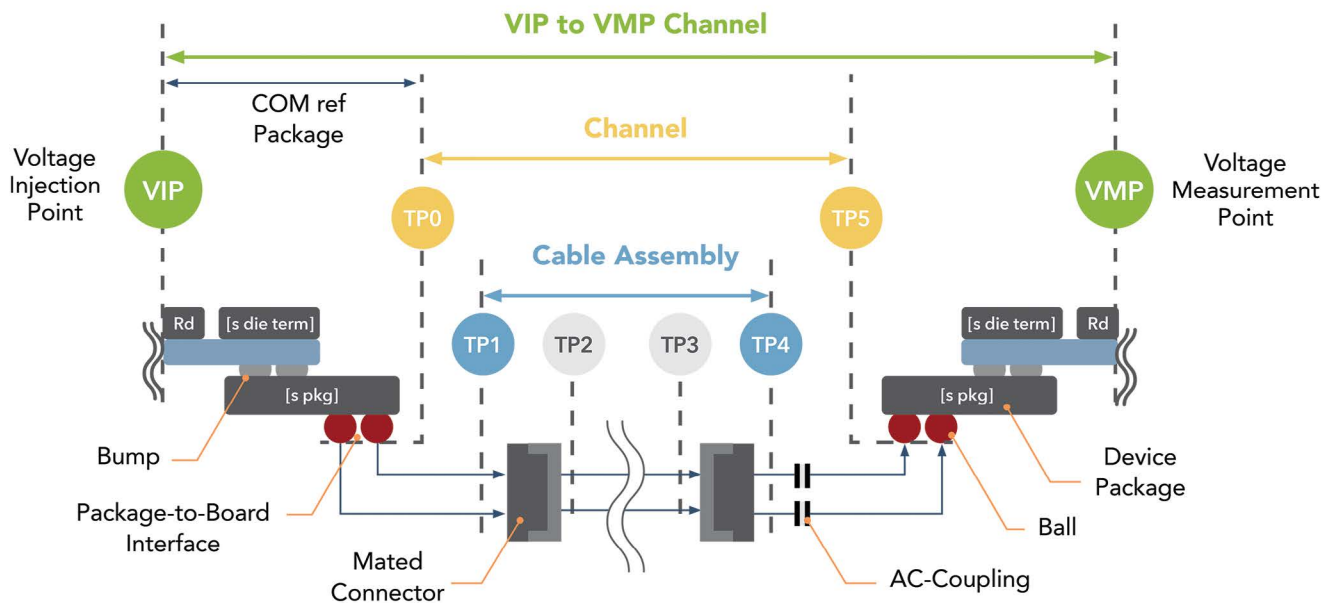 VIP to VMP Channel
COM ref
Package
Channel
Voltage
Injection
Point
VIP
TP0
TP5
VMP
Voltage
Measurement
Point
Cable Assembly
Rd
[s die term]
TP1
TP2
TP3
TP4
[s die term]
Rd
[s pkg]
[s pkg]
Bump
Package-to-Board
Interface
Mated
Connector
AC-Coupling
Ball
Device
Package